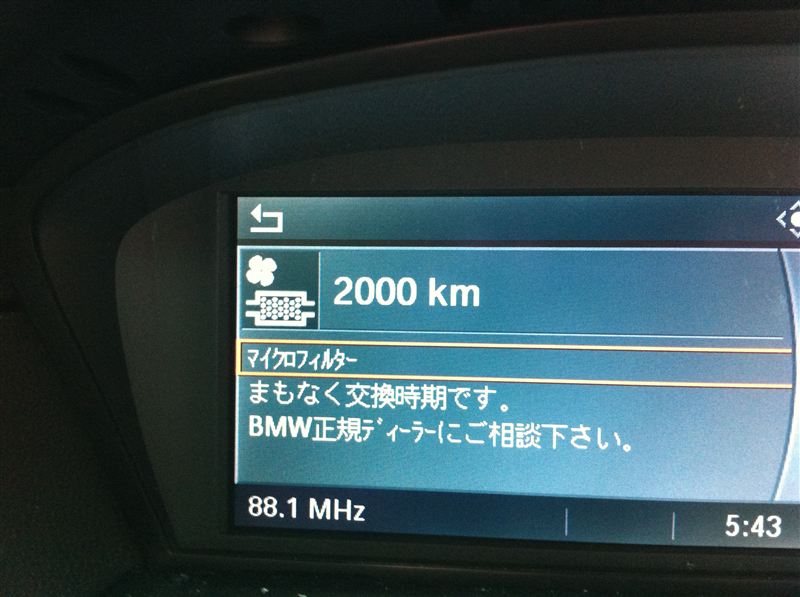 2000 km
マイクロフィルター
まもなく交換時期です。
BMW正規ディーラーにご相談下さい。
88.1 MHz
5:43